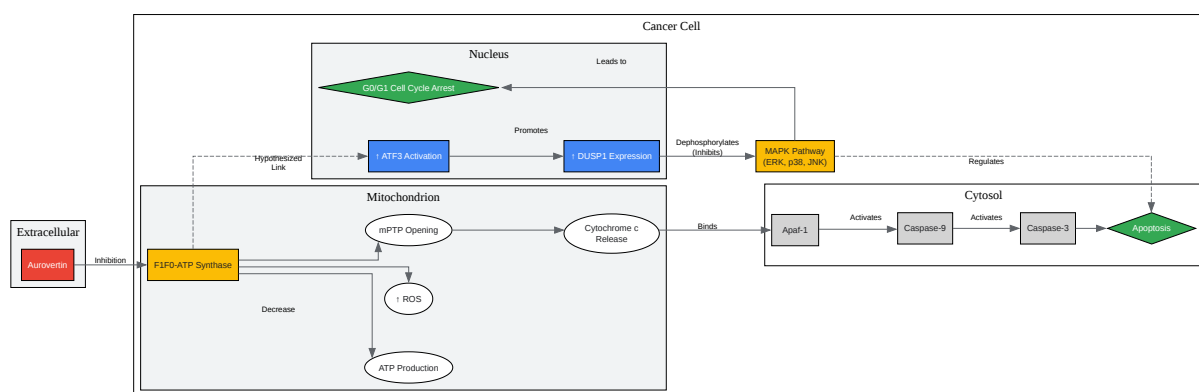 Cancer Cell
Nucleus
Leads to
G0/G1 Cell Cycle Arrest
Promotes
Hypothesized
Link
↑ ATF3 Activation
↑ DUSP1 Expression
Dephosphorylates
(Inhibits)
MAPK Pathway
(ERK, p38, JNK)
Regulates
Mitochondrion
Cytosol
Extracellular
mPTP Opening
Cytochrome c
Release
Binds
Apaf-1
Activates
Caspase-9
Activates
Caspase-3
Apoptosis
Aurovertin
Inhibition
F1F0-ATP Synthase
↑ ROS
Decrease
ATP Production